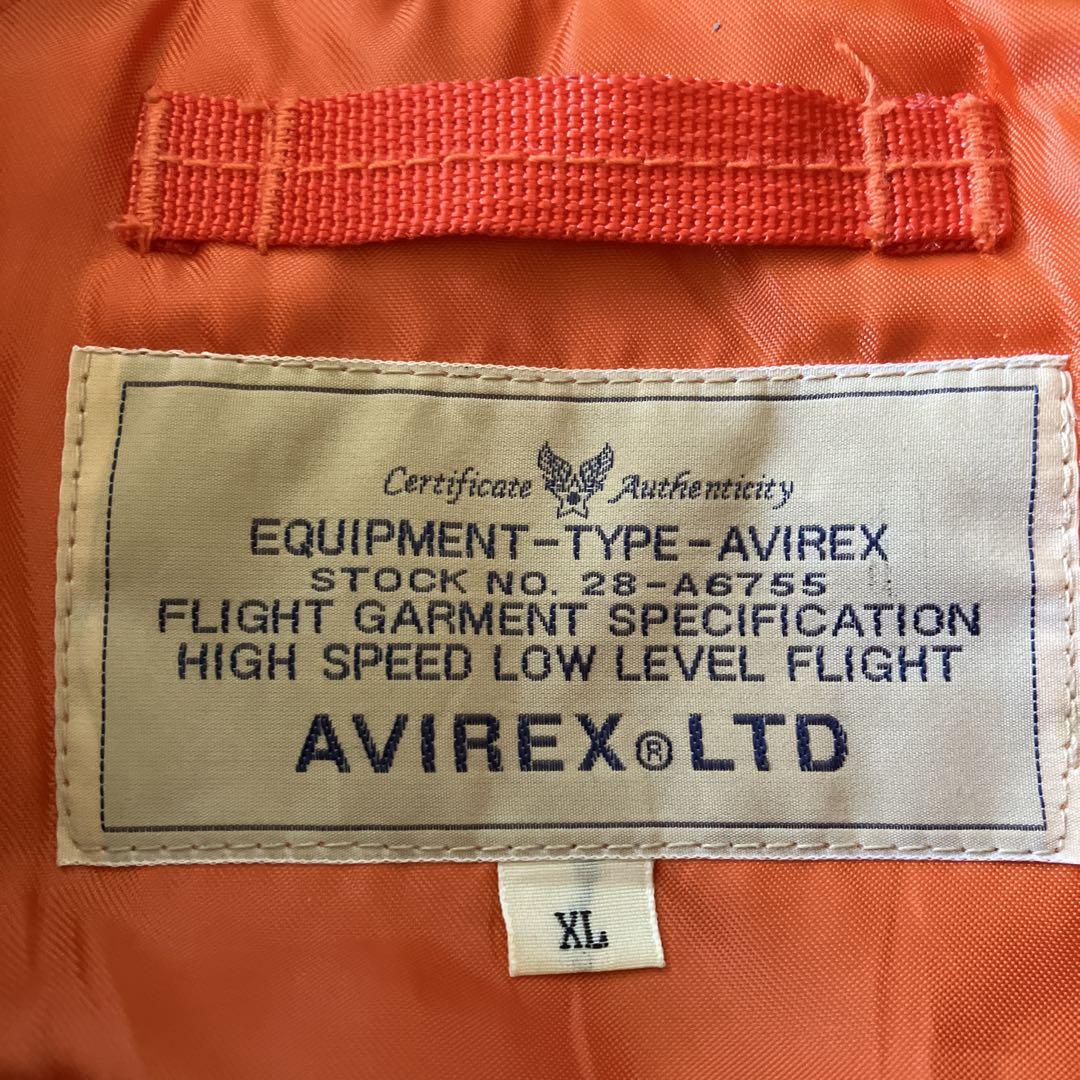 Certificate Authenticity
EQUIPMENT-TYPE-AVIREX
STOCK NO. 28-A6755
FLIGHT GARMENT SPECIFICATION
HIGH SPEED LOW LEVEL FLIGHT
AVIREX®LTD
XL